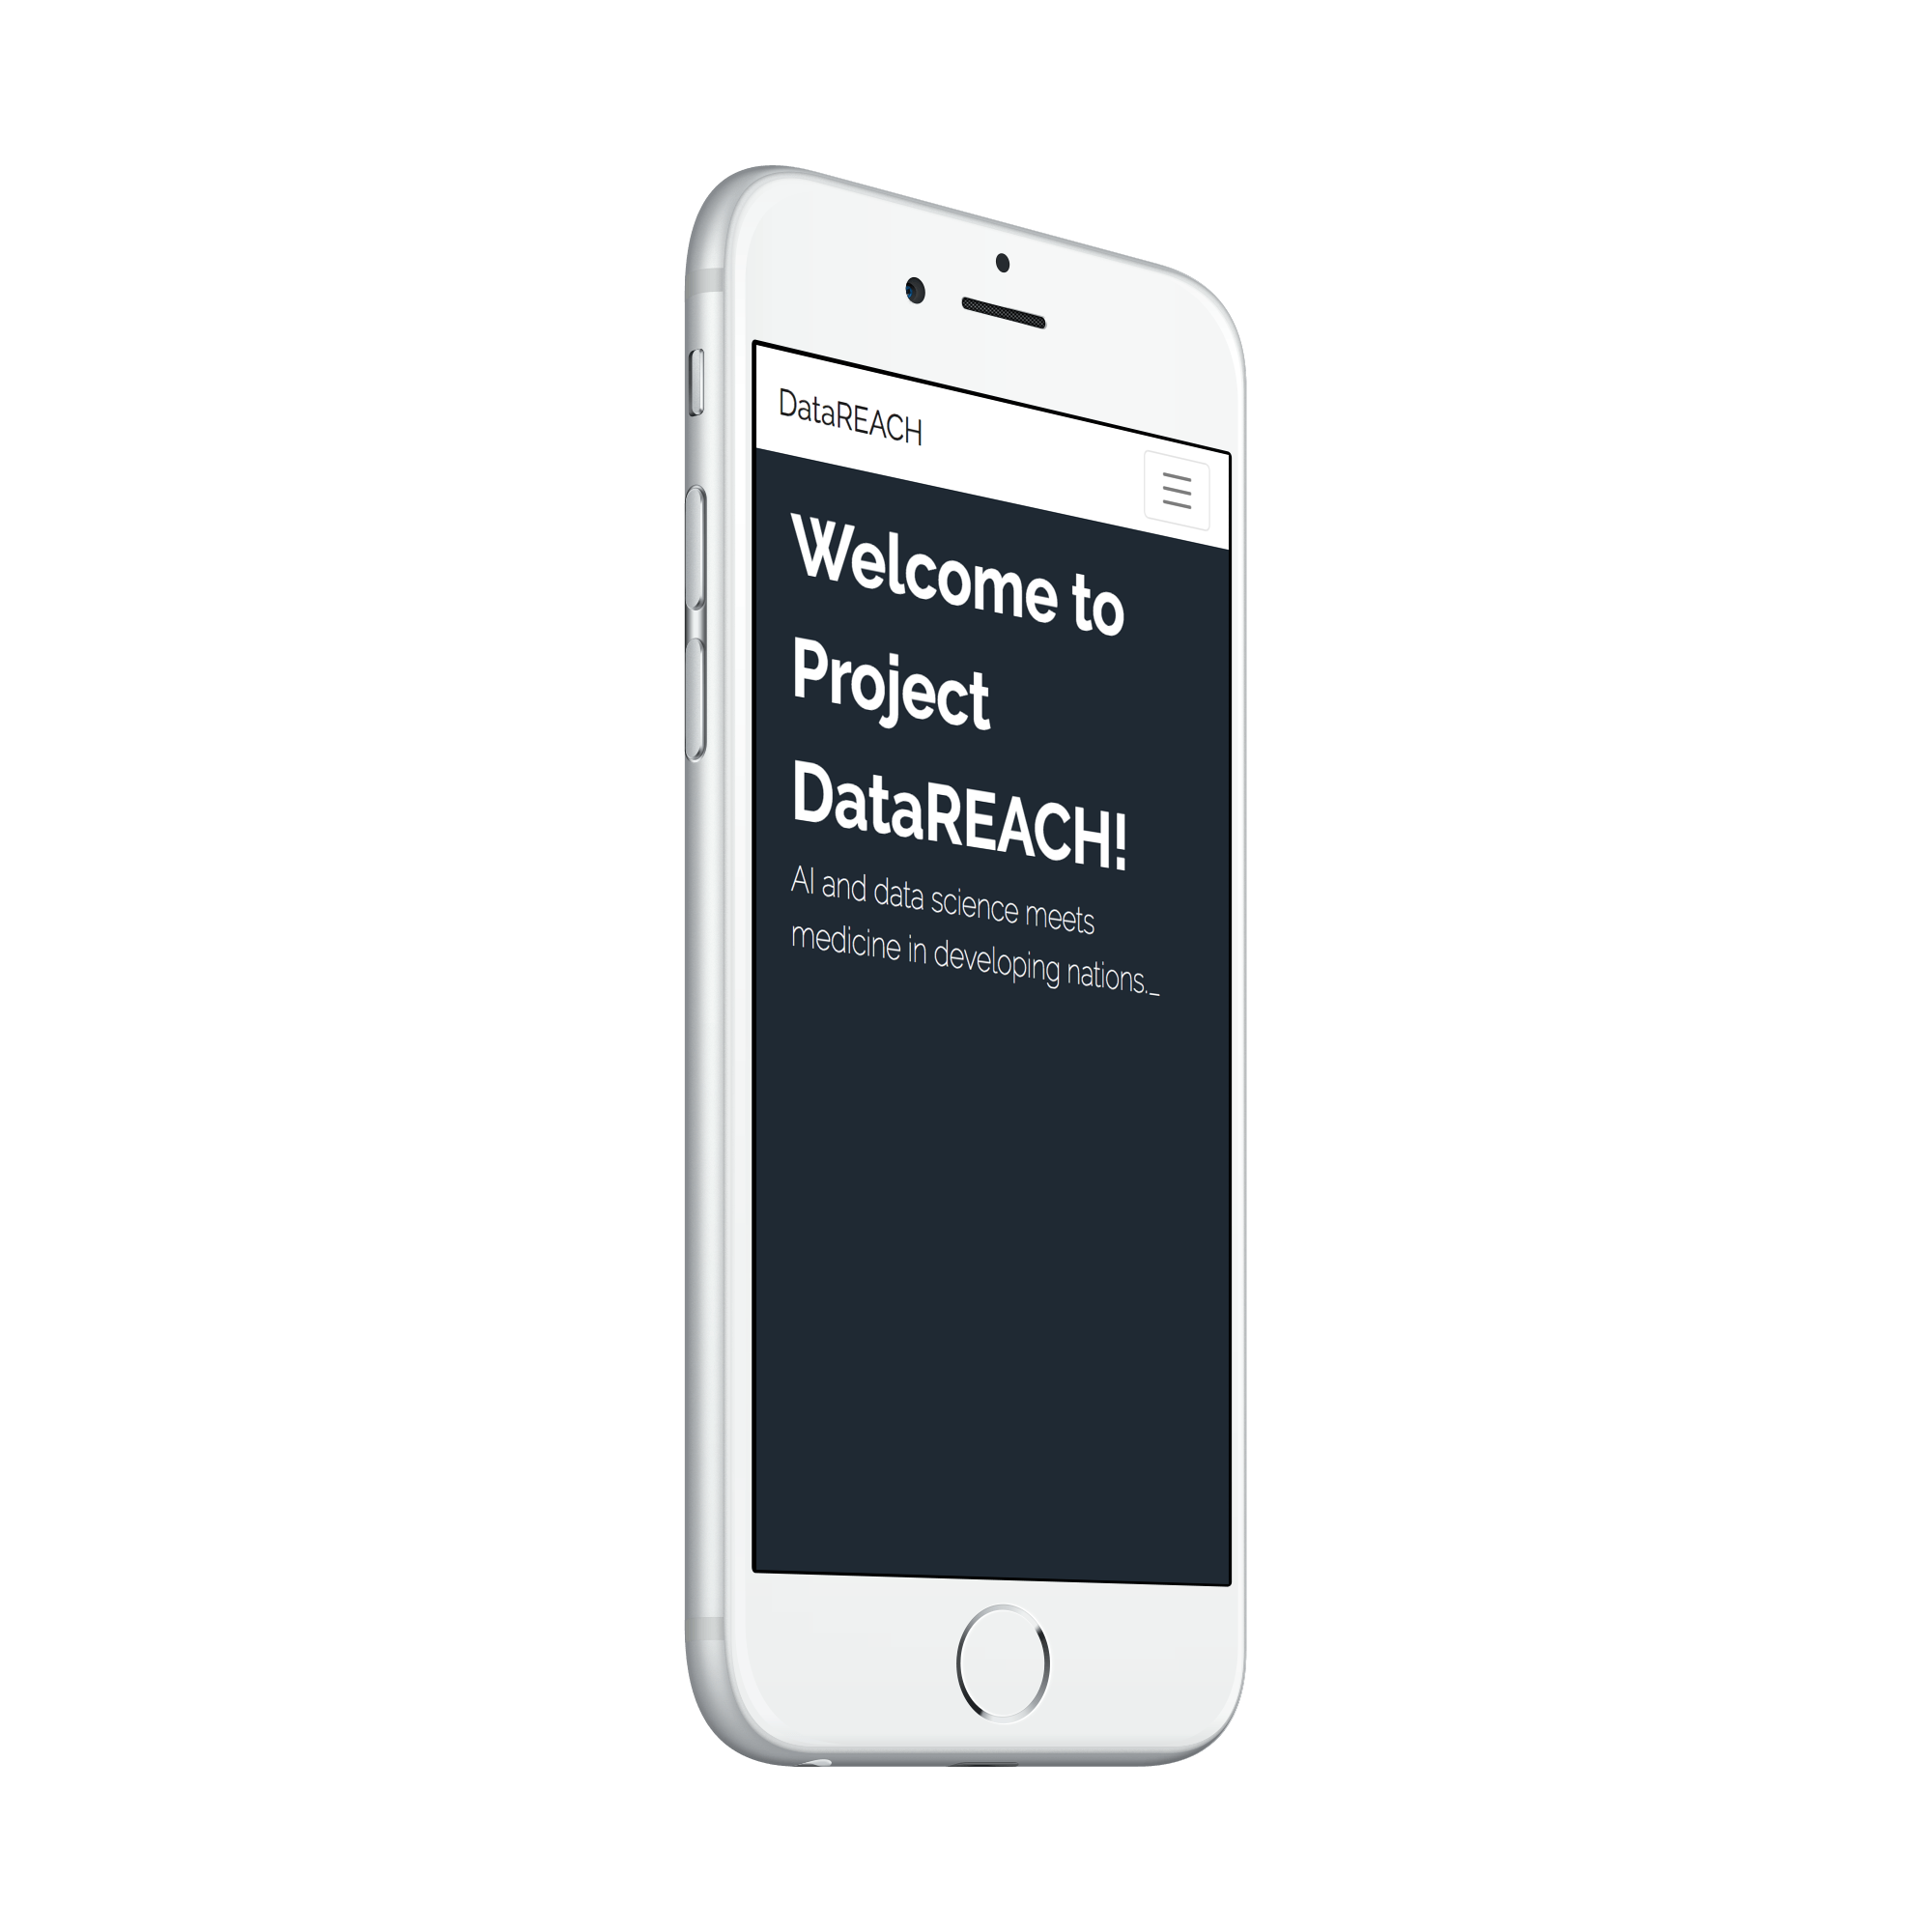 DataREACH
Welcome to
Project
DataREACH!
AI and data science meets
medicine in developing nations._